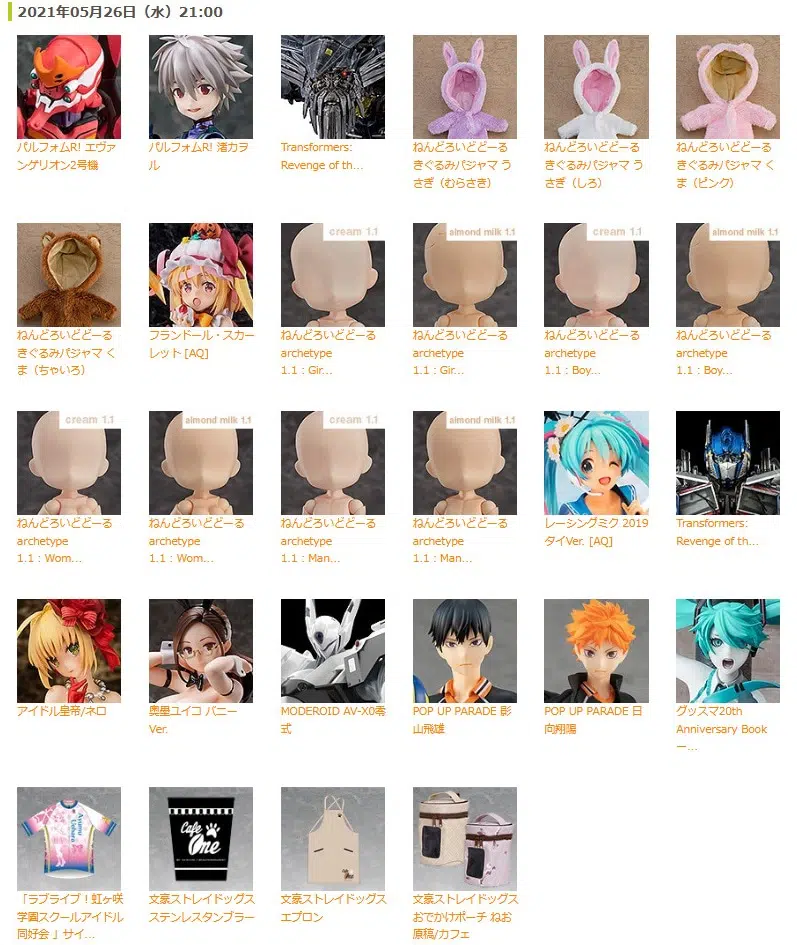 2021年05月26日（水）21:00
パルフォムR! エヴァ
ンゲリオン2号機
パルフォムR! 渚カヲ
ル
Transformers:
Revenge of th...
ねんどろいどどーる
きぐるみパジャマ う
さぎ（むらさき）
ねんどろいどどーる
きぐるみパジャマ う
さぎ（しろ）
ねんどろいどどーる
きぐるみパジャマ く
ま（ピンク）
ねんどろいどどーる
きぐるみパジャマ く
ま（ちゃいろ）
フランドール・スカー
レット [AQ]
cream 1.1
ねんどろいどどーる
archetype
1.1：Gir...
almond milk 1.1
ねんどろいどどーる
archetype
1.1：Gir...
cream 1.1
ねんどろいどどーる
archetype
1.1：Boy...
almond milk 1.1
ねんどろいどどーる
archetype
1.1：Boy...
cream 1.1
ねんどろいどどーる
archetype
1.1：Wom...
almond milk 1.1
ねんどろいどどーる
archetype
1.1：Wom...
cream 1.1
ねんどろいどどーる
archetype
1.1：Man...
almond milk 1.1
ねんどろいどどーる
archetype
1.1：Man...
レーシングミク 2019
タイVer. [AQ]
Transformers:
Revenge of th...
アイドル皇帝/ネロ
奥墨ユイコ バニー
Ver.
MODEROID AV-X0零
式
POP UP PARADE 影
山飛雄
POP UP PARADE 日
向翔陽
グッスマ20th
Anniversary Book
ー...
「ラブライブ！虹ヶ咲
学園スクールアイドル
同好会 」サイ...
Cafe
One
文豪ストレイドッグス
ステンレスタンブラー
文豪ストレイドッグス
エプロン
文豪ストレイドッグス
おでかけポーチ ねお
原稿/カフェ